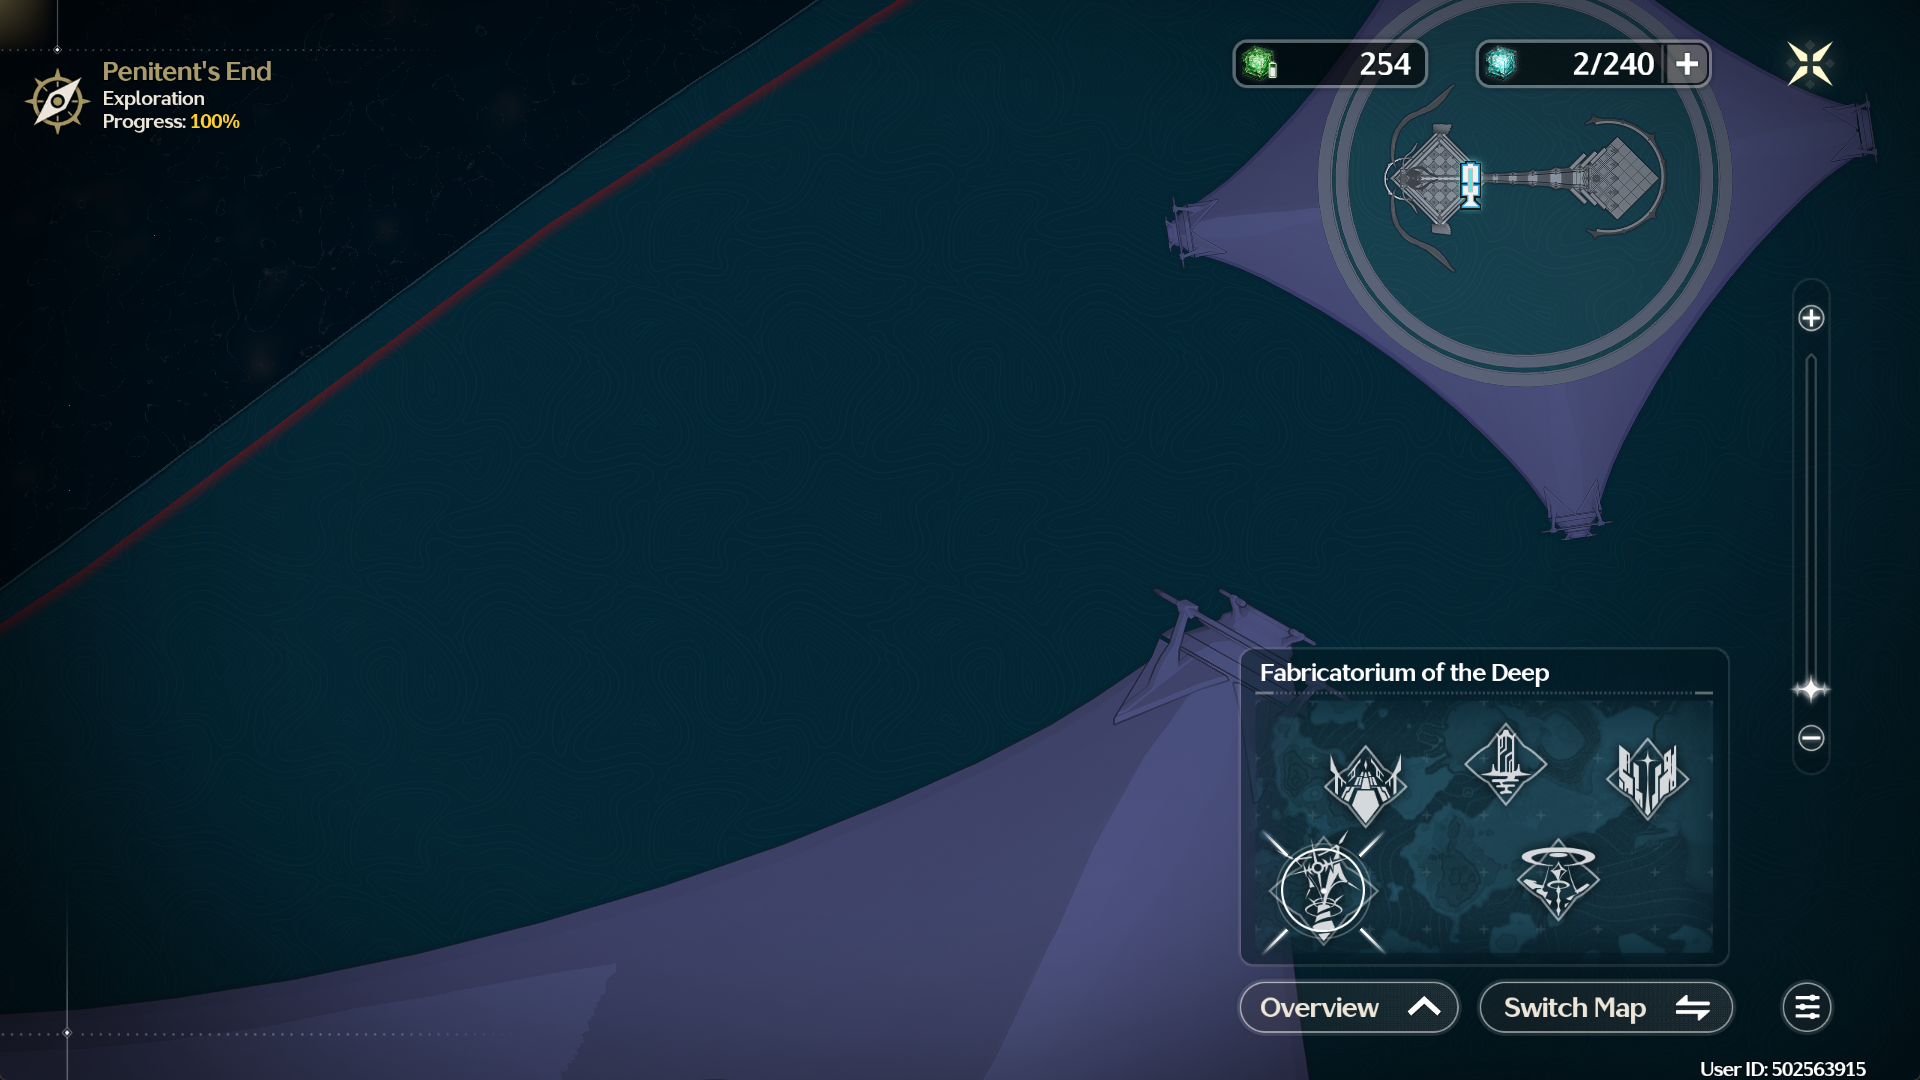 Penitent's End
Exploration
Progress: 100%
254
2/240
Fabricatorium of the Deep
Overview
Switch Map
User ID: 502563915